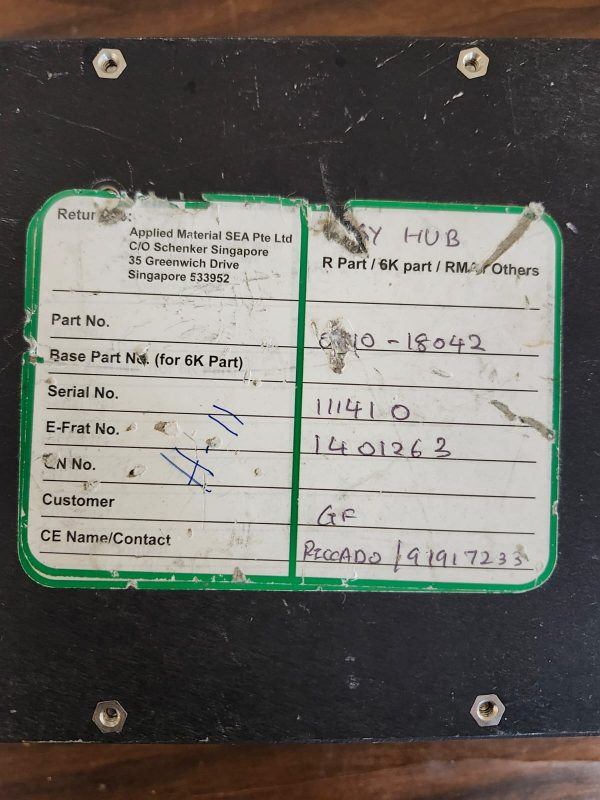 Applied Material SEA Pte Ltd
C/O Schenker Singapore
35 Greenwich Drive
Singapore 533952
HUB
R Part / 6K part / Others
Part No.
-18042
Base Part No. (for 6K Part)
Serial No. 111410
E-Frat No. 1401263
No.
Customer GF
CE Name/Contact RICCADO / 91917233